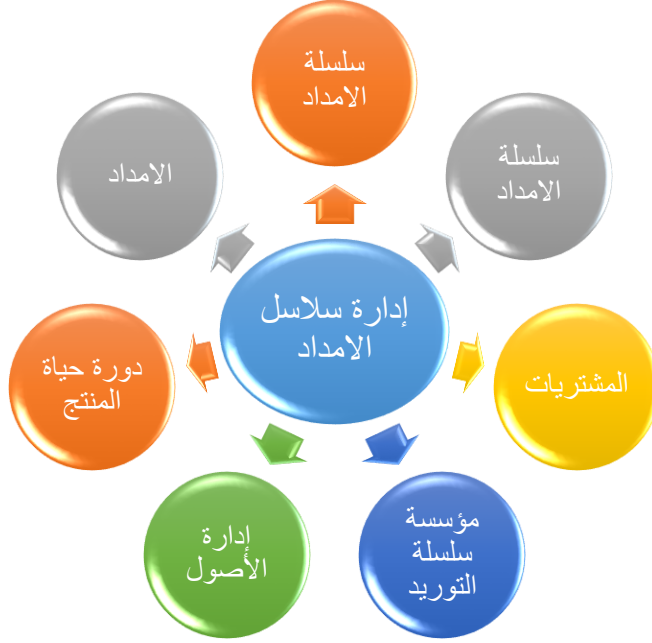 سلسلة
الامداد
سلسلة
الامداد
المشتريات
مؤسسة
سلسلة
التوريد
إدارة
الأصول
دورة حياة
المنتج
الامداد
إدارة سلاسل
الامداد